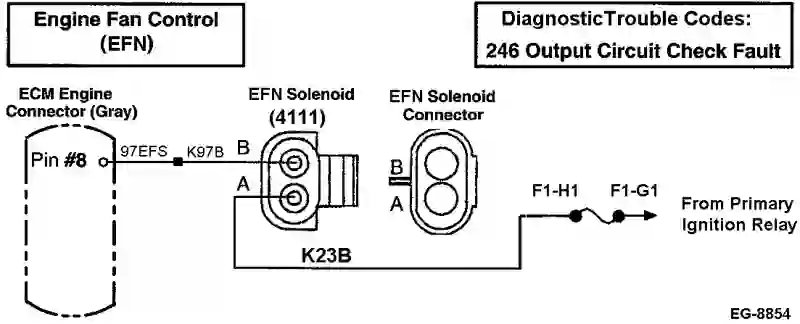 Engine Fan Control
(EFN)
DiagnosticTrouble Codes:
246 Output Circuit Check Fault
ECM Engine
Connector (Gray)
EFN Solenoid
(4111)
EFN Solenoid
Connector
Pin #8
97EFS
K97B
B
A
B
A
F1-H1
F1-G1
From Primary
Ignition Relay
K23B
EG-8854